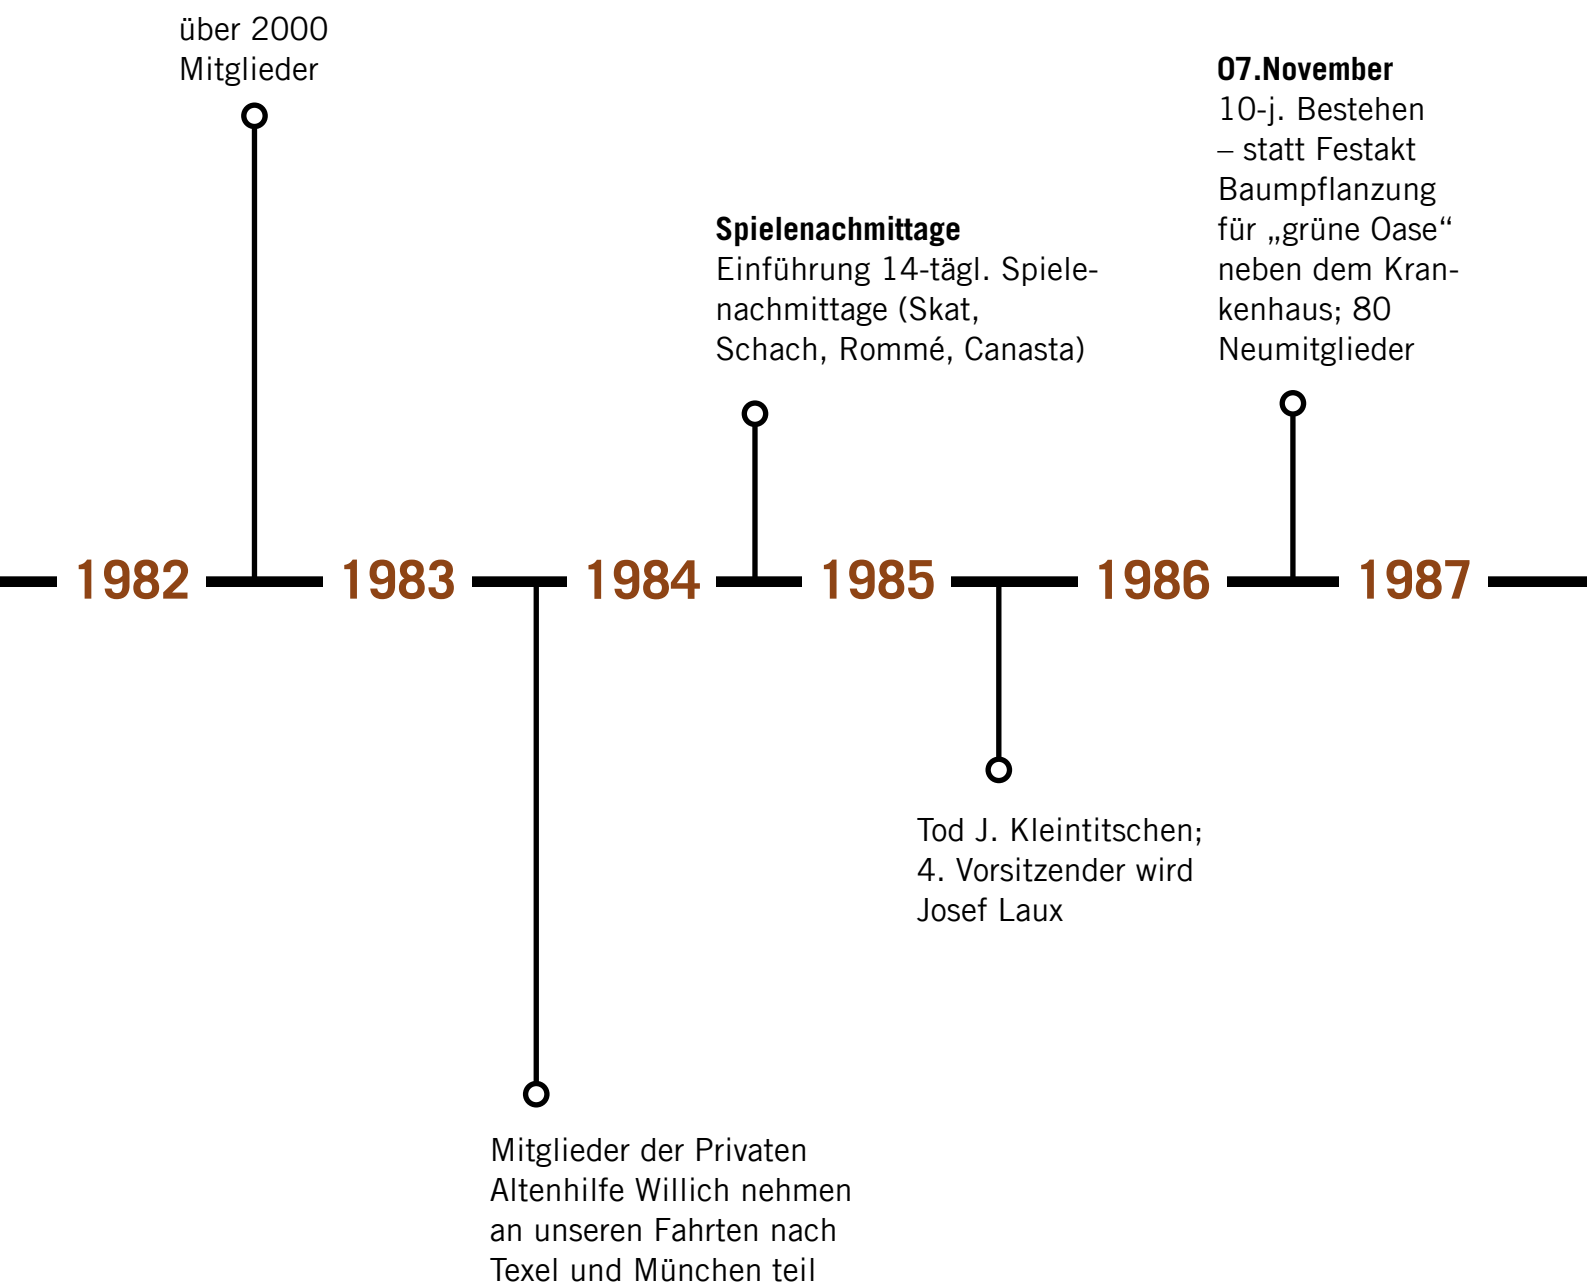 über 2000
Mitglieder
07.November
10-j. Bestehen
– statt Festakt
Baumpflanzung
für „grüne Oase“
neben dem Kran-
kenhaus; 80
Neumitglieder
Spielenachmittage
Einführung 14-tägl. Spiele-
nachmittage (Skat,
Schach, Rommé, Canasta)
1982 1983 1984 1985 1986 1987
Tod J. Kleintitschen;
4. Vorsitzender wird
Josef Laux
Mitglieder der Privaten
Altenhilfe Willich nehmen
an unseren Fahrten nach
Texel und München teil